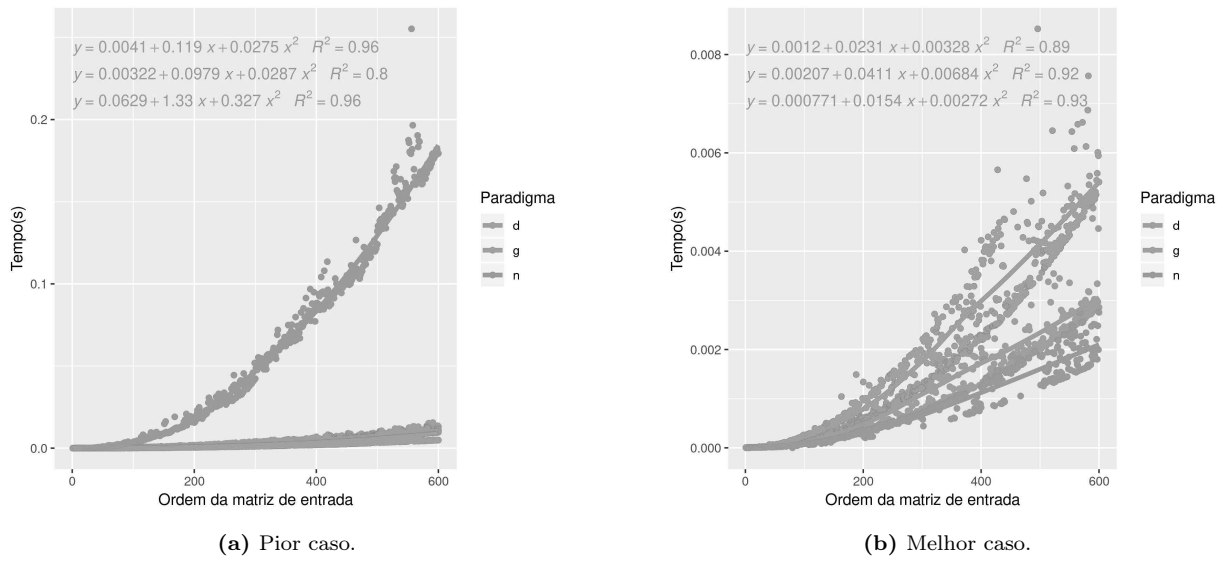 y = 0.0041 + 0.119 x + 0.0275 x² R² = 0.96
y = 0.00322 + 0.0979 x + 0.0287 x² R² = 0.8
y = 0.0629 + 1.33 x + 0.327 x² R² = 0.96
0.2
0.1
0.0
Tempo(s)
0 200 400 600
Ordem da matriz de entrada
Paradigma
d
g
n
(a) Pior caso.
y = 0.0012 + 0.0231 x + 0.00328 x² R² = 0.89
y = 0.00207 + 0.0411 x + 0.00684 x² R² = 0.92
y = 0.000771 + 0.0154 x + 0.00272 x² R² = 0.93
0.008
0.006
0.004
0.002
0.000
Tempo(s)
0 200 400 600
Ordem da matriz de entrada
Paradigma
d
g
n
(b) Melhor caso.